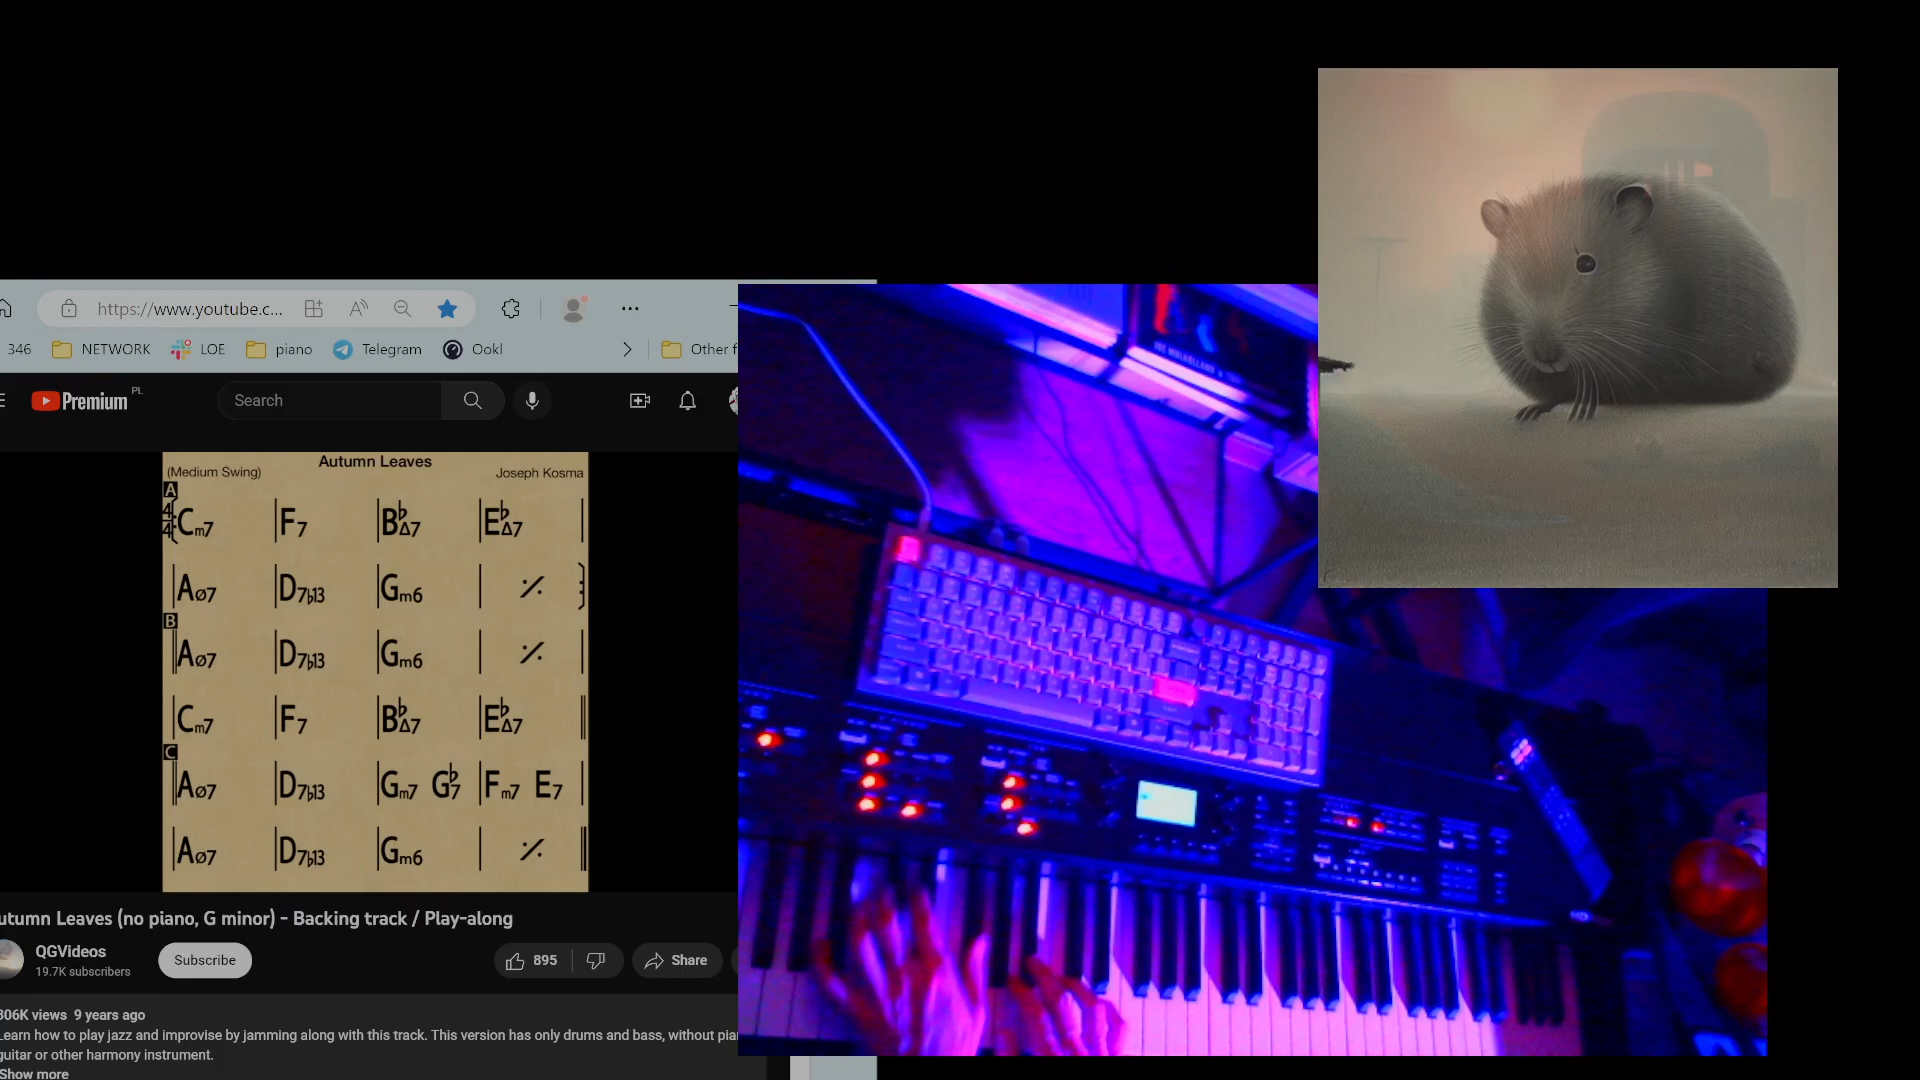 https://www.youtube.c...
346 NETWORK LOE piano Telegram Ookl Other f
Premium PL
Search
Autumn Leaves
(Medium Swing) Joseph Kosma
A
4/4 Cm7 F7 B♭Δ7 E♭Δ7
Aø7 D7♭13 Gm6 𝄎
B
Aø7 D7♭13 Gm6 𝄎
Cm7 F7 B♭Δ7 E♭Δ7
C
Aø7 D7♭13 Gm7 G♭7 Fm7 E7
Aø7 D7♭13 Gm6 𝄎
utumn Leaves (no piano, G minor) - Backing track / Play-along
QGVideos
19.7K subscribers
Subscribe
895
Share
306K views 9 years ago
Learn how to play jazz and improvise by jamming along with this track. This version has only drums and bass, without pia
guitar or other harmony instrument.
Show more